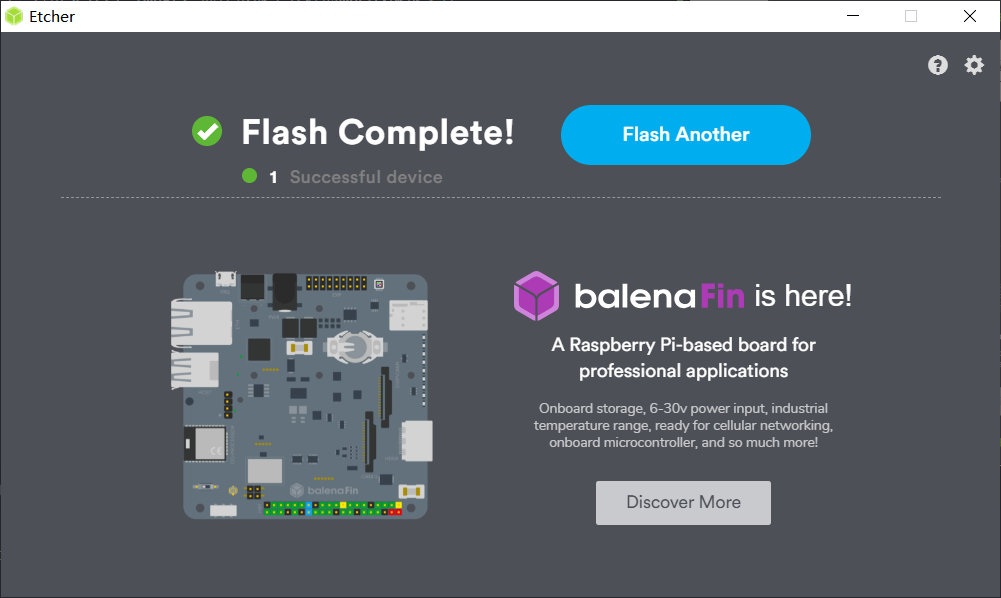 Etcher
Flash Complete!
Flash Another
1 Successful device
balenaFin is here!
A Raspberry Pi-based board for
professional applications
Onboard storage, 6-30v power input, industrial
temperature range, ready for cellular networking,
onboard microcontroller, and so much more!
Discover More
balenaFin